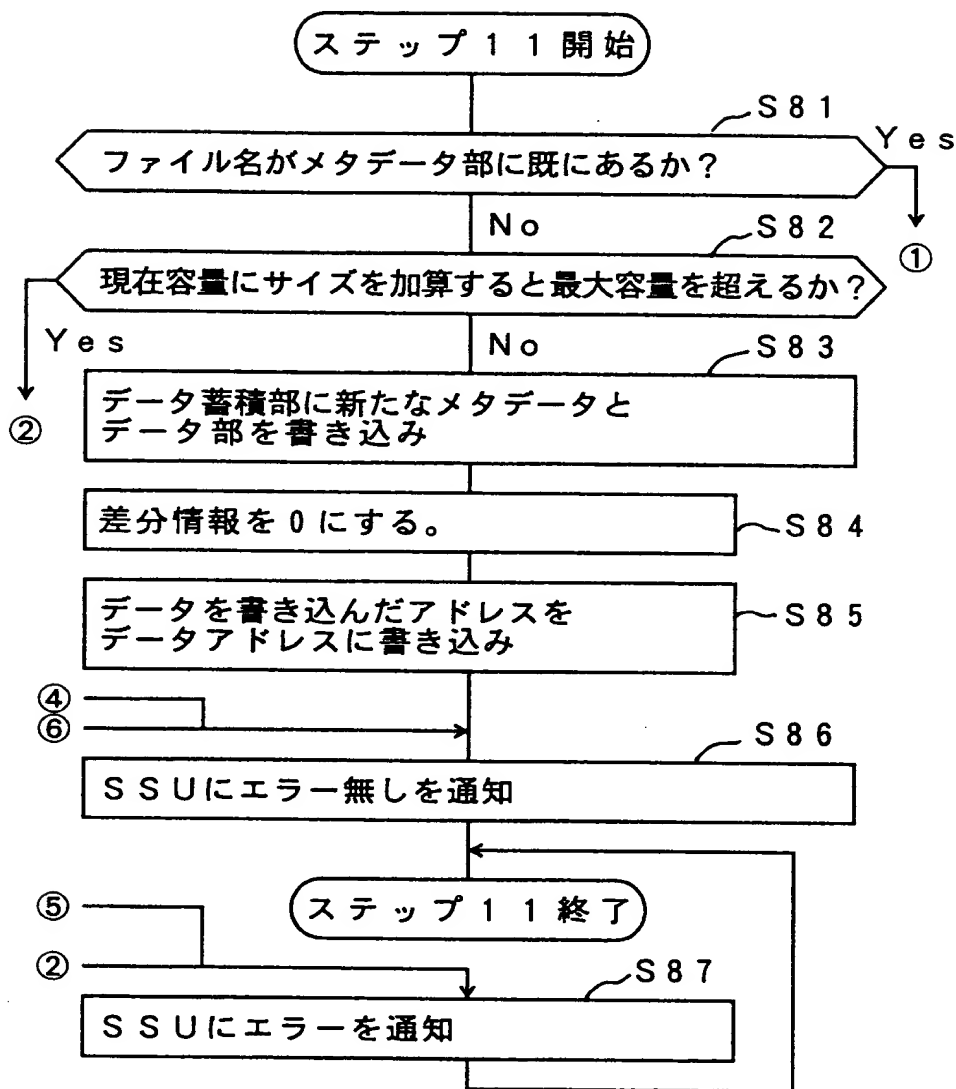 ステップ１１開始
Ｓ８１
Ｙｅｓ
ファイル名がメタデータ部に既にあるか？
Ｎｏ
Ｓ８２
①
現在容量にサイズを加算すると最大容量を超えるか？
Ｙｅｓ
Ｎｏ
Ｓ８３
②
データ蓄積部に新たなメタデータと
データ部を書き込み
差分情報を０にする。
Ｓ８４
データを書き込んだアドレスを
データアドレスに書き込み
Ｓ８５
④
⑥
Ｓ８６
ＳＳＵにエラー無しを通知
ステップ１１終了
⑤
②
Ｓ８７
ＳＳＵにエラーを通知